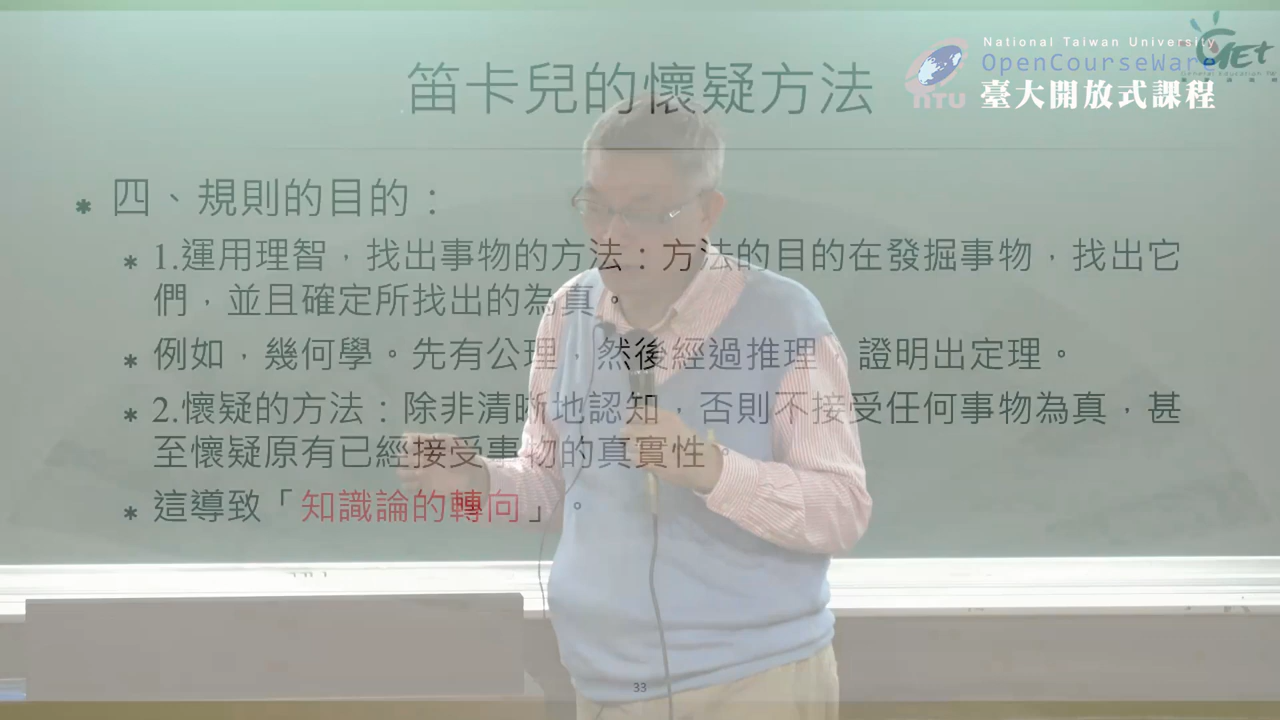 National Taiwan University
OpenCourseWare
NTU 臺大開放式課程
GEt
笛卡兒的懷疑方法
四、規則的目的：
1.運用理智，找出事物的方法：方法的目的在發掘事物，找出它
們，並且確定所找出的為真。
例如，幾何學。先有公理，然後經過推理，證明出定理。
2.懷疑的方法：除非清晰地認知，否則不接受任何事物為真，甚
至懷疑原有已經接受事物的真實性。
這導致「知識論的轉向」。
33